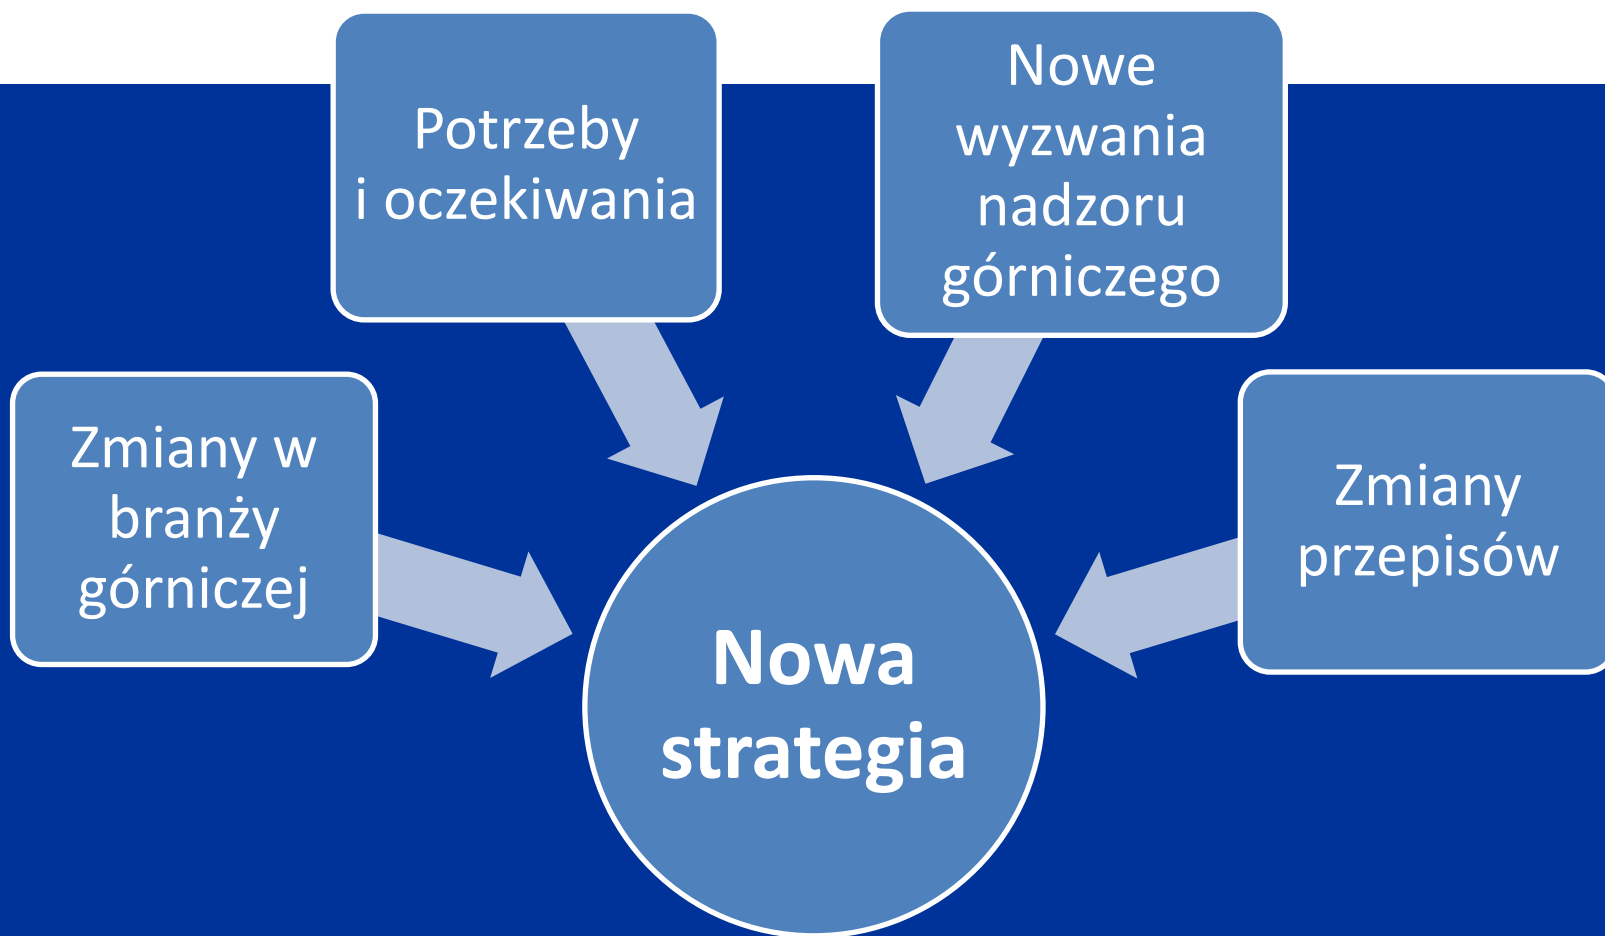 Potrzeby
i oczekiwania
Nowe
wyzwania
nadzoru
górniczego
Zmiany w
branży
górniczej
Zmiany
przepisów
Nowa
strategia